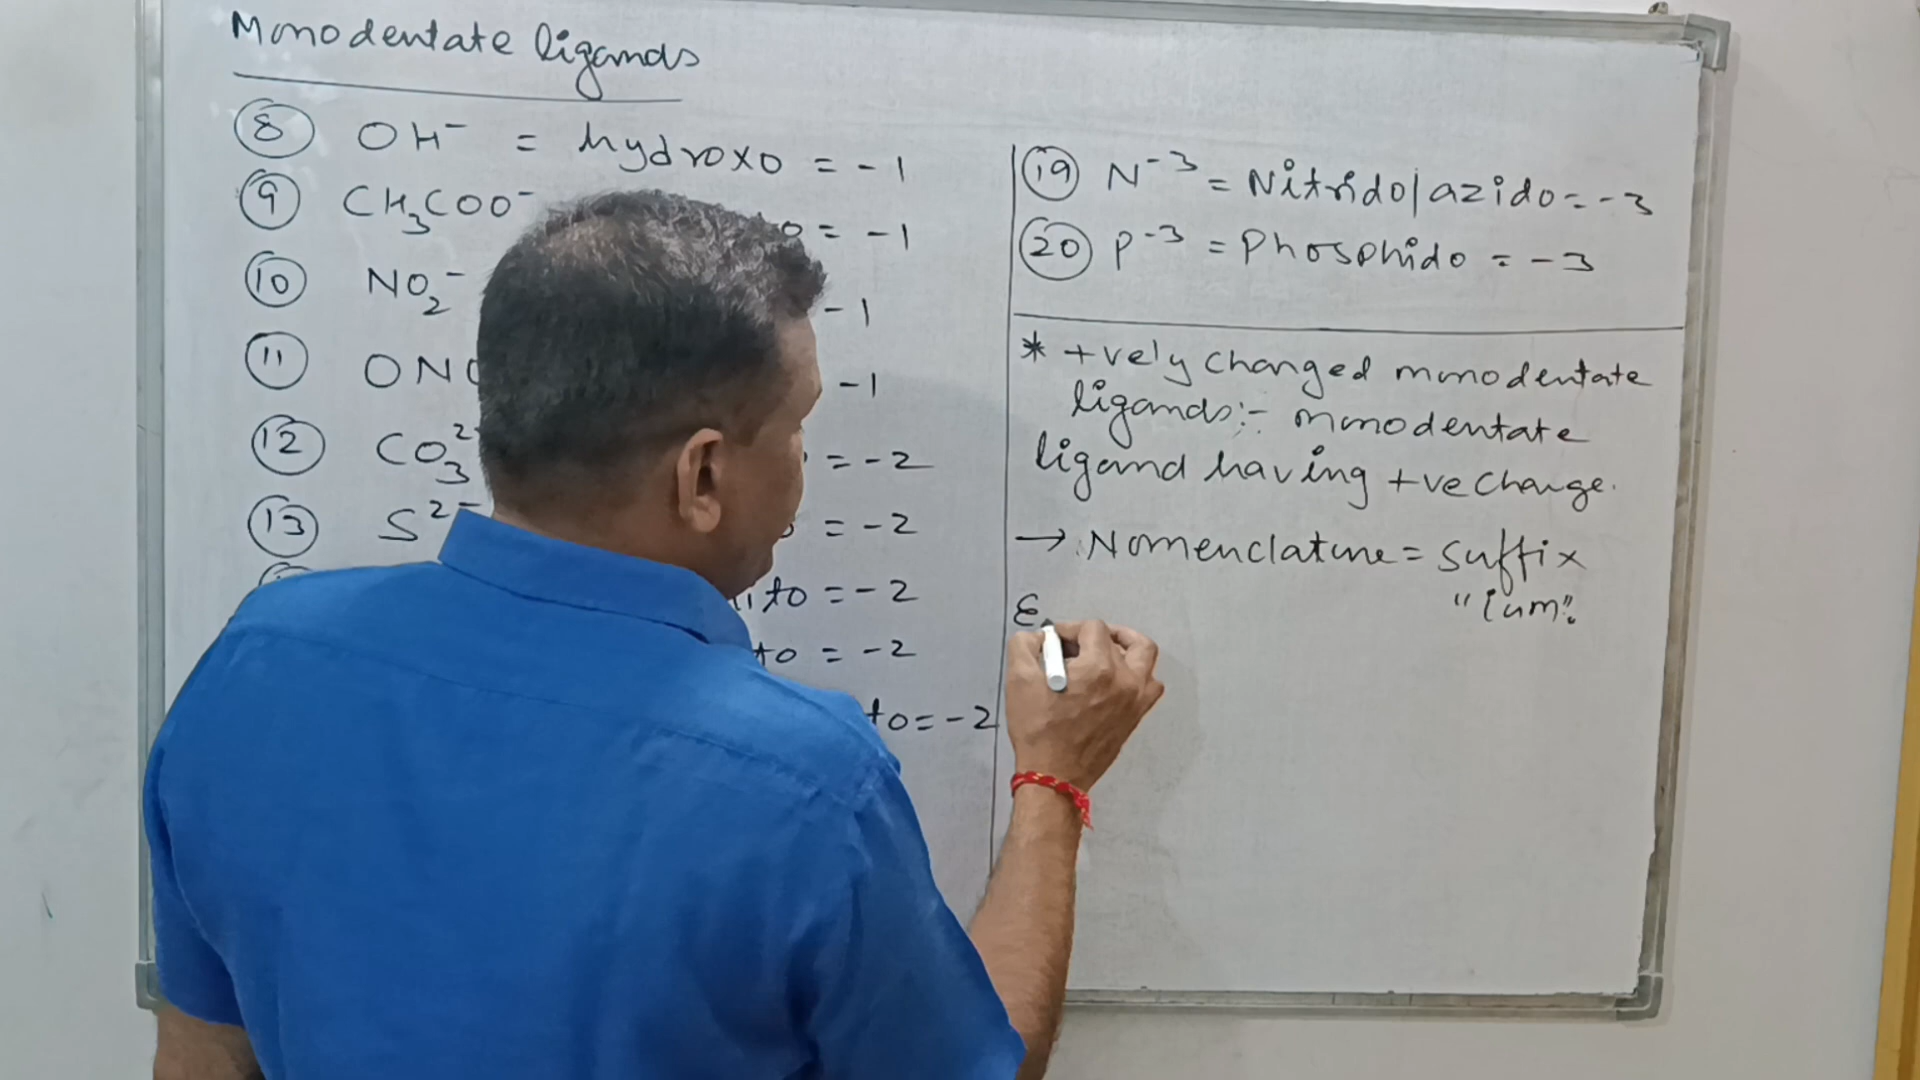 Monodentate ligands
8 OH⁻ = hydroxo = -1
9 CH₃COO⁻ o = -1
10 NO₂⁻ -1
11 ONO -1
12 CO₃²⁻ = -2
13 S²⁻ = -2
ito = -2
to = -2
to = -2
19 N⁻³ = Nitrido/azido = -3
20 P⁻³ = Phosphido = -3
* +vely charged monodentate
ligands:- monodentate
ligand having +ve charge.
→ Nomenclature = suffix
"ium".